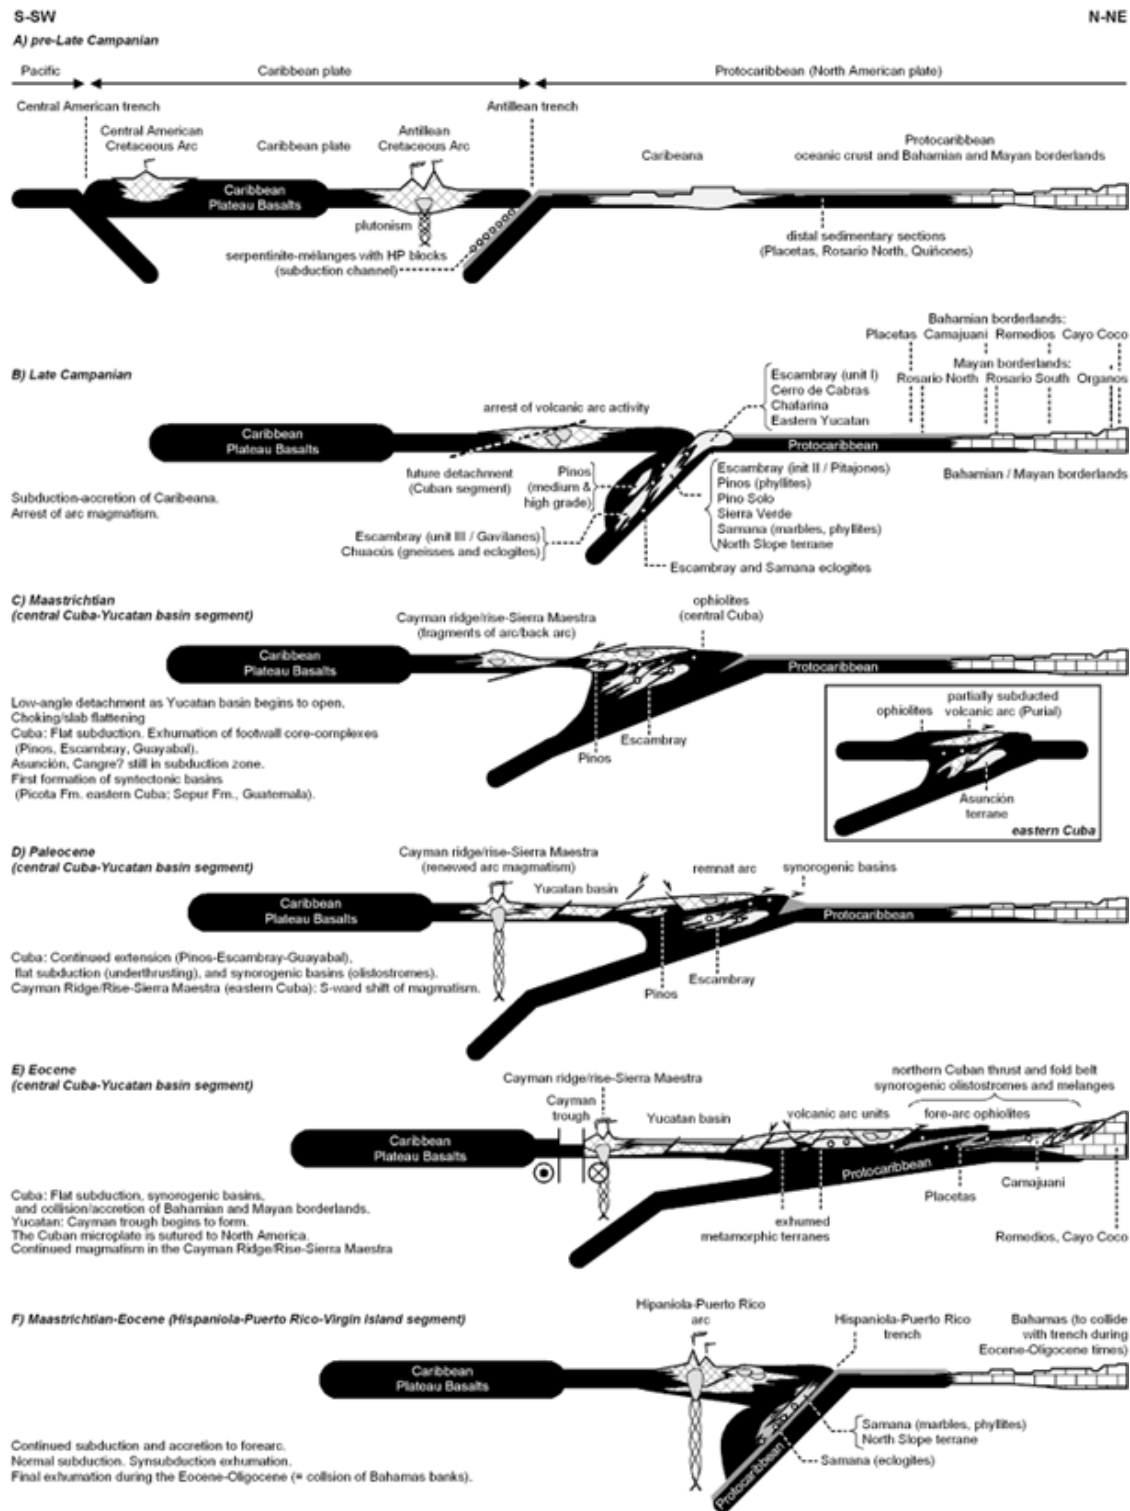 S-SW
N-NE
A) pre-Late Campanian
Pacific
Caribbean plate
Protocaribbean (North American plate)
Central American trench
Antillean trench
Central American
Cretaceous Arc
Caribbean plate
Antillean
Cretaceous Arc
Caribeana
Protocaribbean
oceanic crust and Bahamian and Mayan borderlands
Caribbean
Plateau Basalts
plutonism
serpentinite-mélanges with HP blocks
(subduction channel)
distal sedimentary sections
(Placetas, Rosario North, Quiñones)
Bahamian borderlands:
Placetas Camajuani Remedios Cayo Coco
Mayan borderlands:
Rosario North Rosario South Organos
B) Late Campanian
arrest of volcanic arc activity
Escambray (unit I)
Cerro de Cabras
Chafarina
Eastern Yucatan
Caribbean
Plateau Basalts
Protocaribbean
future detachment
(Cuban segment)
Pinos
(medium &
high grade)
Escambray (init II / Pitajones)
Pinos (phyllites)
Pino Solo
Sierra Verde
Samana (marbles, phyllites)
North Slope terrane
Bahamian / Mayan borderlands
Subduction-accretion of Caribeana.
Arrest of arc magmatism.
Escambray (unit III / Gavilanes)
Chuacús (gneisses and eclogites)
Escambray and Samana eclogites
C) Maastrichtian
(central Cuba-Yucatan basin segment)
Cayman ridge/rise-Sierra Maestra
(fragments of arc/back arc)
ophiolites
(central Cuba)
Caribbean
Plateau Basalts
Protocaribbean
Low-angle detachment as Yucatan basin begins to open.
Choking/slab flattening
Cuba: Flat subduction. Exhumation of footwall core-complexes
(Pinos, Escambray, Guayabal).
Asunción, Cangre? still in subduction zone.
First formation of syntectonic basins
(Picota Fm. eastern Cuba; Sepur Fm., Guatemala).
Escambray
Pinos
ophiolites
partially subducted
volcanic arc (Purial)
Asunción
terrane
eastern Cuba
D) Paleocene
(central Cuba-Yucatan basin segment)
Cayman ridge/rise-Sierra Maestra
(renewed arc magmatism)
Yucatan basin
remnat arc
synorogenic basins
Caribbean
Plateau Basalts
Protocaribbean
Cuba: Continued extension (Pinos-Escambray-Guayabal),
flat subduction (underthrusting), and synorogenic basins (olistostromes).
Cayman Ridge/Rise-Sierra Maestra (eastern Cuba): S-ward shift of magmatism.
Escambray
Pinos
E) Eocene
(central Cuba-Yucatan basin segment)
Cayman ridge/rise-Sierra Maestra
northern Cuban thrust and fold belt
synorogenic olistostromes and melanges
Cayman
trough
Yucatan basin
volcanic arc units
fore-arc ophiolites
Caribbean
Plateau Basalts
Protocaribbean
Camajuani
Placetas
Cuba: Flat subduction, synorogenic basins,
and collision/accretion of Bahamian and Mayan borderlands.
Yucatan: Cayman trough begins to form.
The Cuban microplate is sutured to North America.
Continued magmatism in the Cayman Ridge/Rise-Sierra Maestra
exhumed
metamorphic terranes
Remedios, Cayo Coco
F) Maastrichtian-Eocene (Hispaniola-Puerto Rico-Virgin Island segment)
Hipaniola-Puerto Rico
arc
Hispaniola-Puerto Rico
trench
Bahamas (to collide
with trench during
Eocene-Oligocene times)
Caribbean
Plateau Basalts
Samana (marbles, phyllites)
North Slope terrane
Samana (eclogites)
Protocaribbean
Continued subduction and accretion to forearc.
Normal subduction. Synsubduction exhumation.
Final exhumation during the Eocene-Oligocene (= collsion of Bahamas banks).